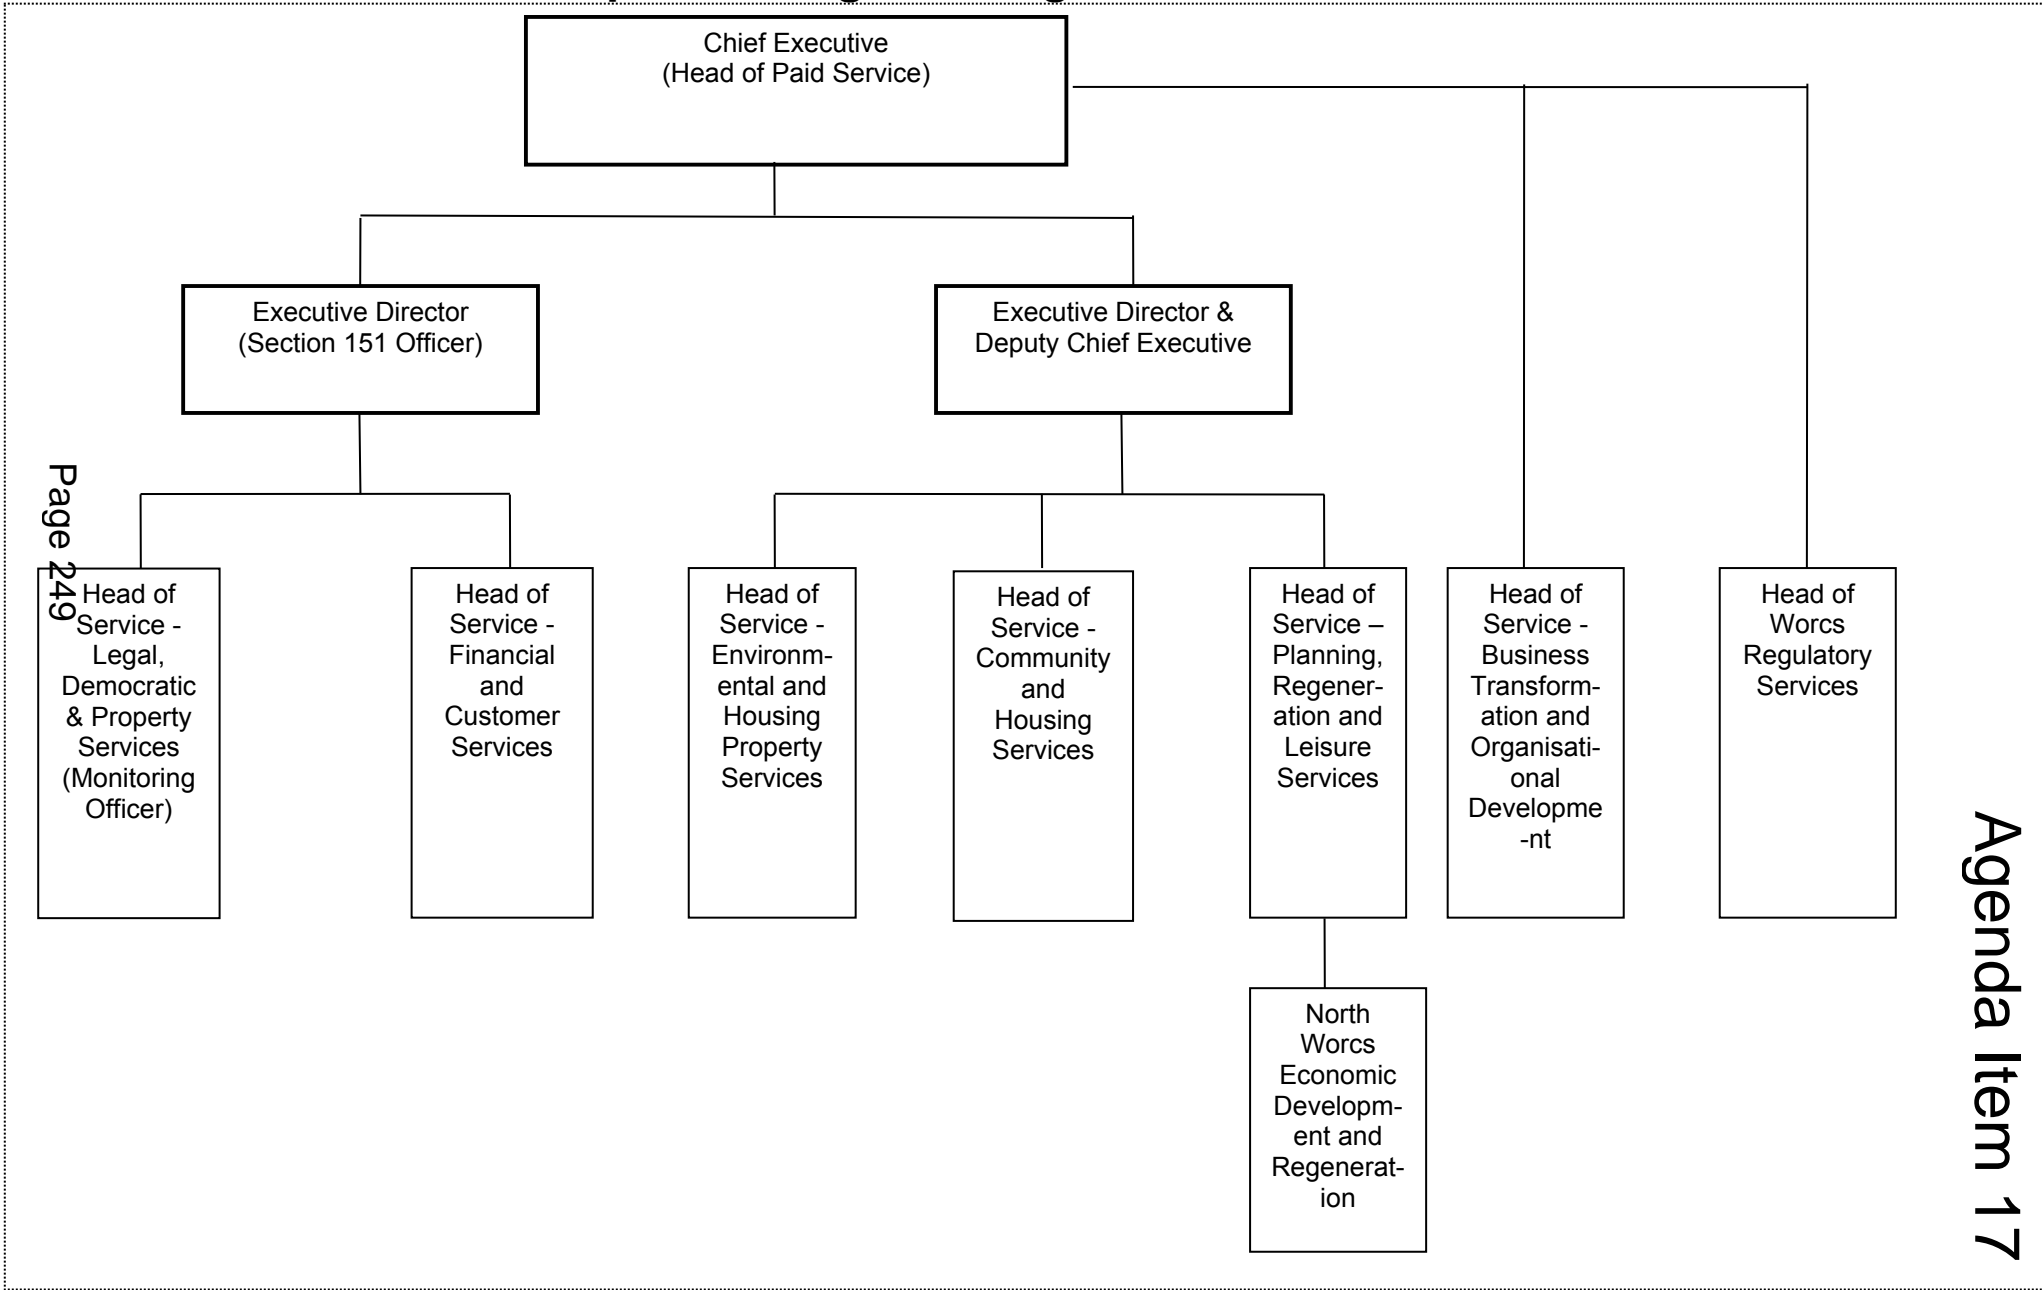 Chief Executive
(Head of Paid Service)
Executive Director
(Section 151 Officer)
Executive Director &
Deputy Chief Executive
Page 249
Head of
Service -
Legal,
Democratic
& Property
Services
(Monitoring
Officer)
Head of
Service -
Financial
and
Customer
Services
Head of
Service -
Environm-
ental and
Housing
Property
Services
Head of
Service -
Community
and
Housing
Services
Head of
Service –
Planning,
Regener-
ation and
Leisure
Services
Head of
Service -
Business
Transform-
ation and
Organisati-
onal
Developme
-nt
Head of
Worcs
Regulatory
Services
North
Worcs
Economic
Developm-
ent and
Regenerat-
ion
Agenda Item 17